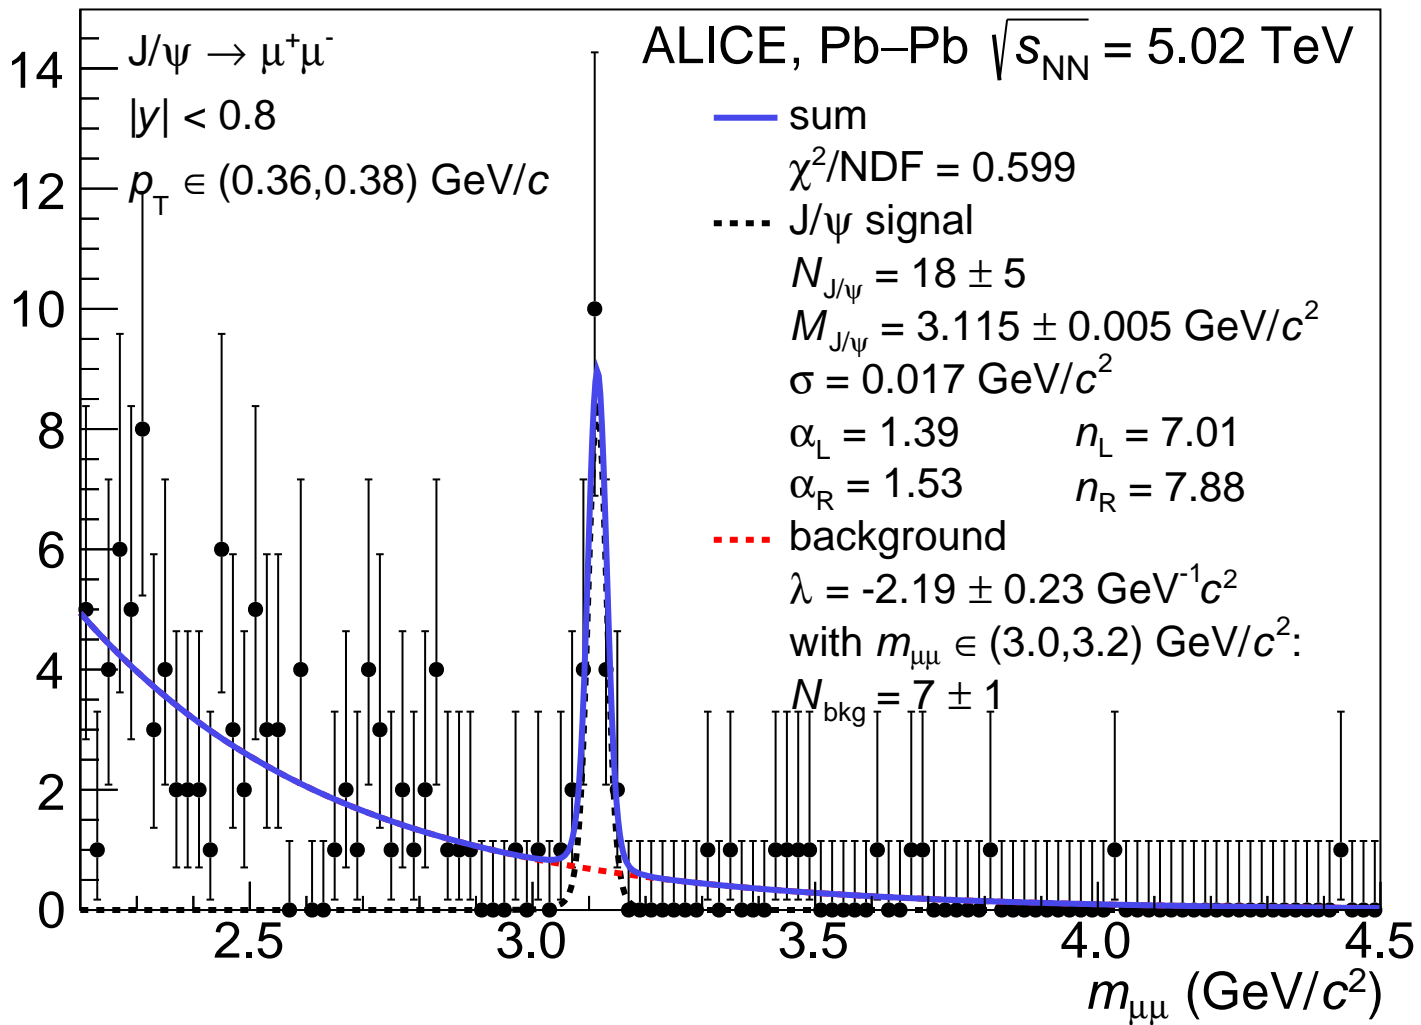 J/ψ → μ⁺μ⁻
|y| < 0.8
p_T ∈ (0.36,0.38) GeV/c
ALICE, Pb–Pb √s_NN = 5.02 TeV
sum
χ²/NDF = 0.599
J/ψ signal
N_J/ψ = 18 ± 5
M_J/ψ = 3.115 ± 0.005 GeV/c²
σ = 0.017 GeV/c²
α_L = 1.39 n_L = 7.01
α_R = 1.53 n_R = 7.88
background
λ = -2.19 ± 0.23 GeV⁻¹c²
with m_μμ ∈ (3.0,3.2) GeV/c²:
N_bkg = 7 ± 1
14
12
10
8
6
4
2
0
2.5 3.0 3.5 4.0 4.5
m_μμ (GeV/c²)